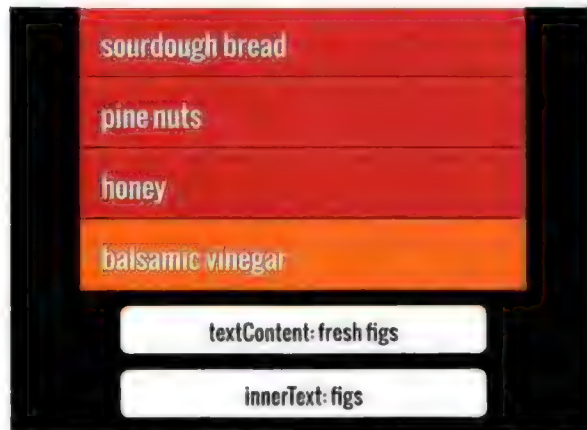 sourdough bread
pine nuts
honey
balsamic vinegar
textContent: fresh figs
innerText: figs